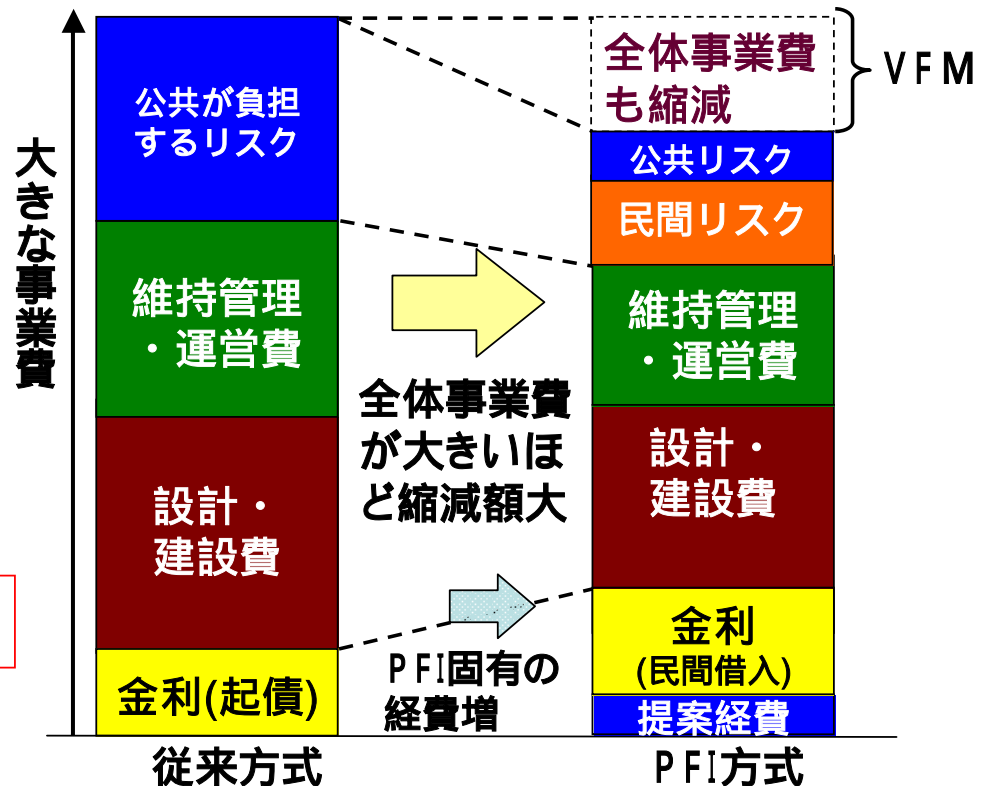 大きな事業費
公共が負担
するリスク
維持管理
・運営費
設計・
建設費
金利(起債)
従来方式
全体事業費
が大きいほ
ど縮減額大
PFI固有の
経費増
全体事業費
も縮減
VFM
公共リスク
民間リスク
維持管理
・運営費
設計・
建設費
金利
(民間借入)
提案経費
PFI方式